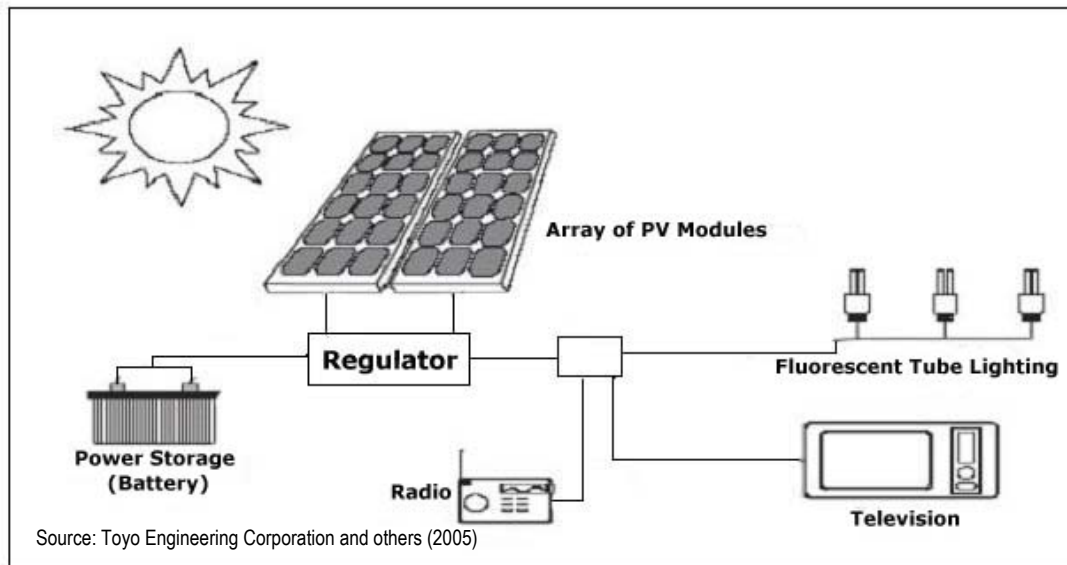 Array of PV Modules
Regulator
Fluorescent Tube Lighting
Power Storage
(Battery)
Radio
Television
Source: Toyo Engineering Corporation and others (2005)